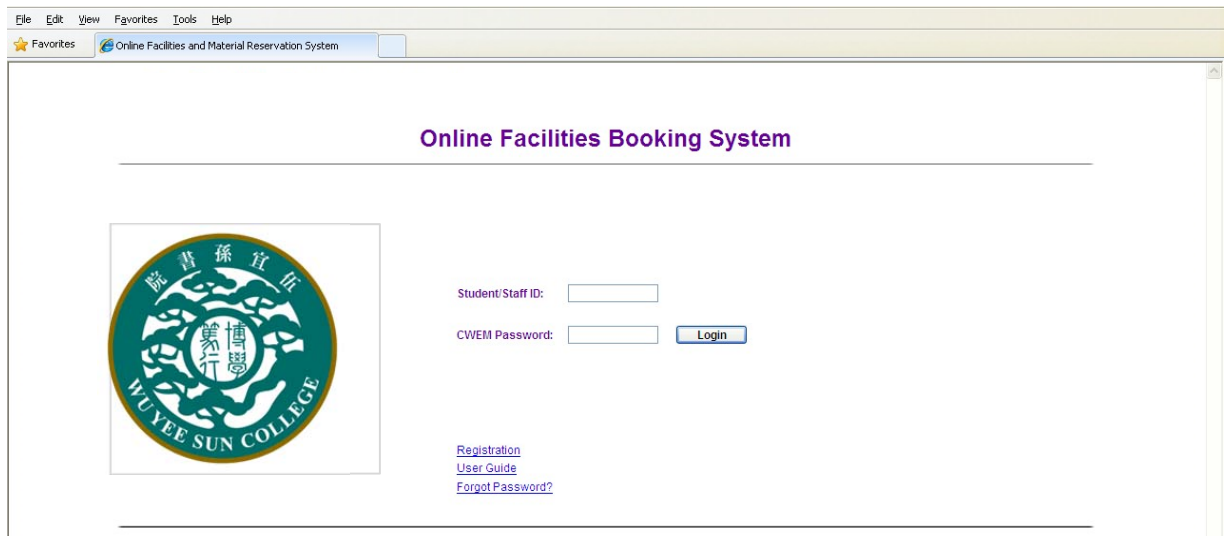 File Edit View Favorites Tools Help
Favorites Online Facilities and Material Reservation System
Online Facilities Booking System
伍宜孫書院
博學
篤行
WU YEE SUN COLLEGE
Student/Staff ID:
CWEM Password: Login
Registration
User Guide
Forgot Password?